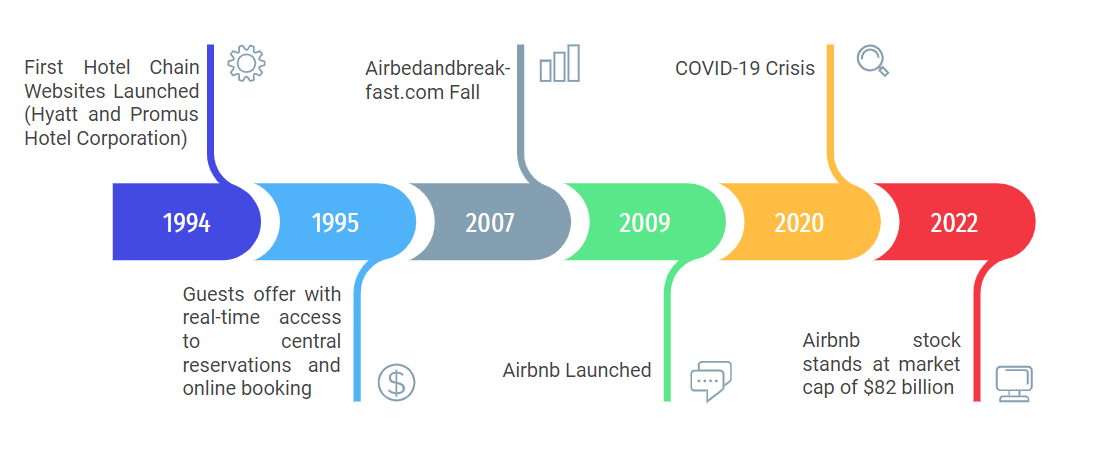 First Hotel Chain
Websites Launched
(Hyatt and Promus
Hotel Corporation)
Airbedandbreak-
fast.com Fall
COVID-19 Crisis
1994
1995
2007
2009
2020
2022
Guests offer with
real-time access
to central
reservations and
online booking
$
Airbnb Launched
Airbnb stock
stands at market
cap of $82 billion